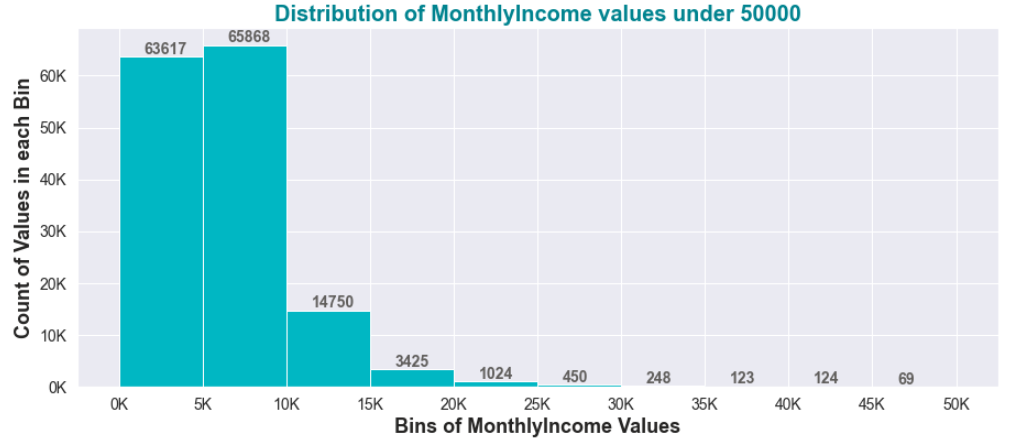 Distribution of MonthlyIncome values under 50000
Count of Values in each Bin
60K
50K
40K
30K
20K
10K
0K
63617
65868
14750
3425
1024
450
248
123
124
69
0K 5K 10K 15K 20K 25K 30K 35K 40K 45K 50K
Bins of MonthlyIncome Values